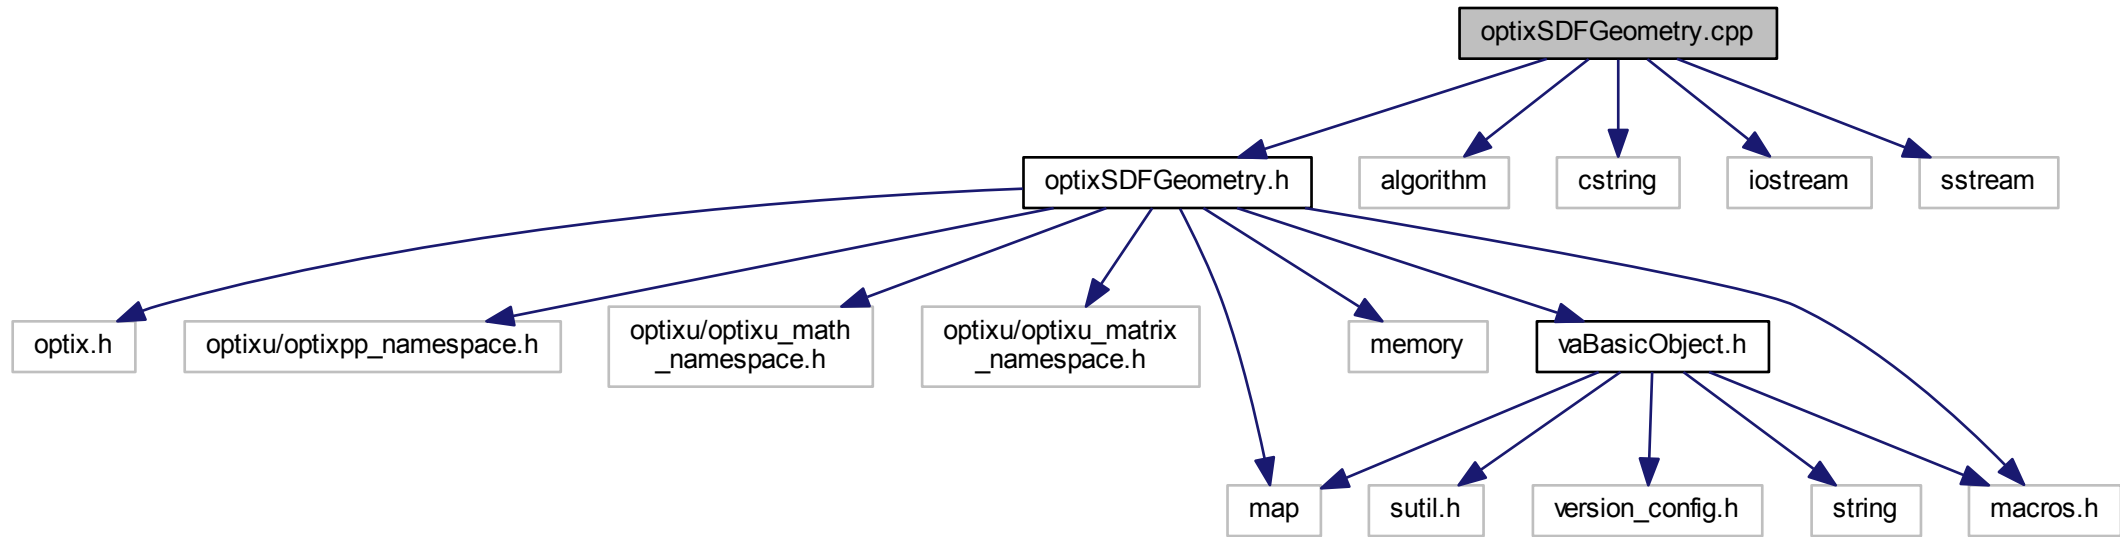 optixSDFGeometry.cpp
optixSDFGeometry.h
algorithm
cstring
iostream
sstream
optix.h
optixu/optixpp_namespace.h
optixu/optixu_math
_namespace.h
optixu/optixu_matrix
_namespace.h
memory
vaBasicObject.h
map
sutil.h
version_config.h
string
macros.h